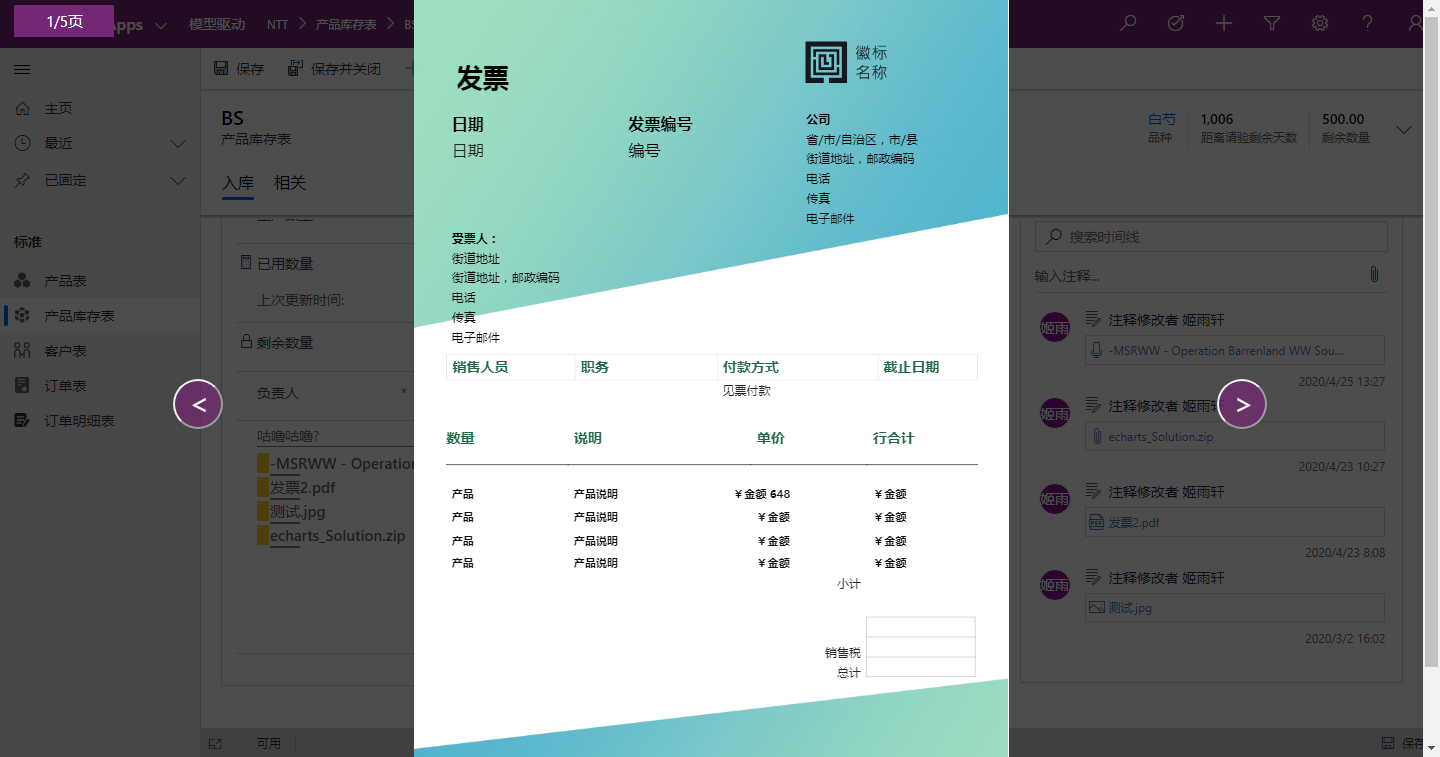 1/5页
Apps
模型驱动
NTT
产品库存表
BS
保存
保存并关闭
主页
最近
已固定
标准
产品表
产品库存表
客户表
订单表
订单明细表
BS
产品库存表
入库
相关
白芍
品种
1,006
距离请验剩余天数
500.00
剩余数量
已用数量
上次更新时间:
剩余数量
负责人
*
咕噜咕噜?
-MSRWW - Operation
发票2.pdf
测试.jpg
echarts_Solution.zip
可用
<
发票
徽标
名称
日期
发票编号
日期
编号
公司
省/市/自治区，市/县
街道地址，邮政编码
电话
传真
电子邮件
受票人：
街道地址
街道地址，邮政编码
电话
传真
电子邮件
销售人员 职务 付款方式 截止日期
见票付款
数量 说明 单价 行合计
产品 产品说明 ￥金额 648 ￥金额
产品 产品说明 ￥金额 ￥金额
产品 产品说明 ￥金额 ￥金额
产品 产品说明 ￥金额 ￥金额
小计
销售税
总计
>
搜索时间线
输入注释...
姬雨
注释修改者 姬雨轩
-MSRWW - Operation Barrenland WW Sou...
2020/4/25 13:27
姬雨
注释修改者 姬雨轩
echarts_Solution.zip
2020/4/23 10:27
姬雨
注释修改者 姬雨轩
发票2.pdf
2020/4/23 8:08
姬雨
注释修改者 姬雨轩
测试.jpg
2020/3/2 16:02
保存